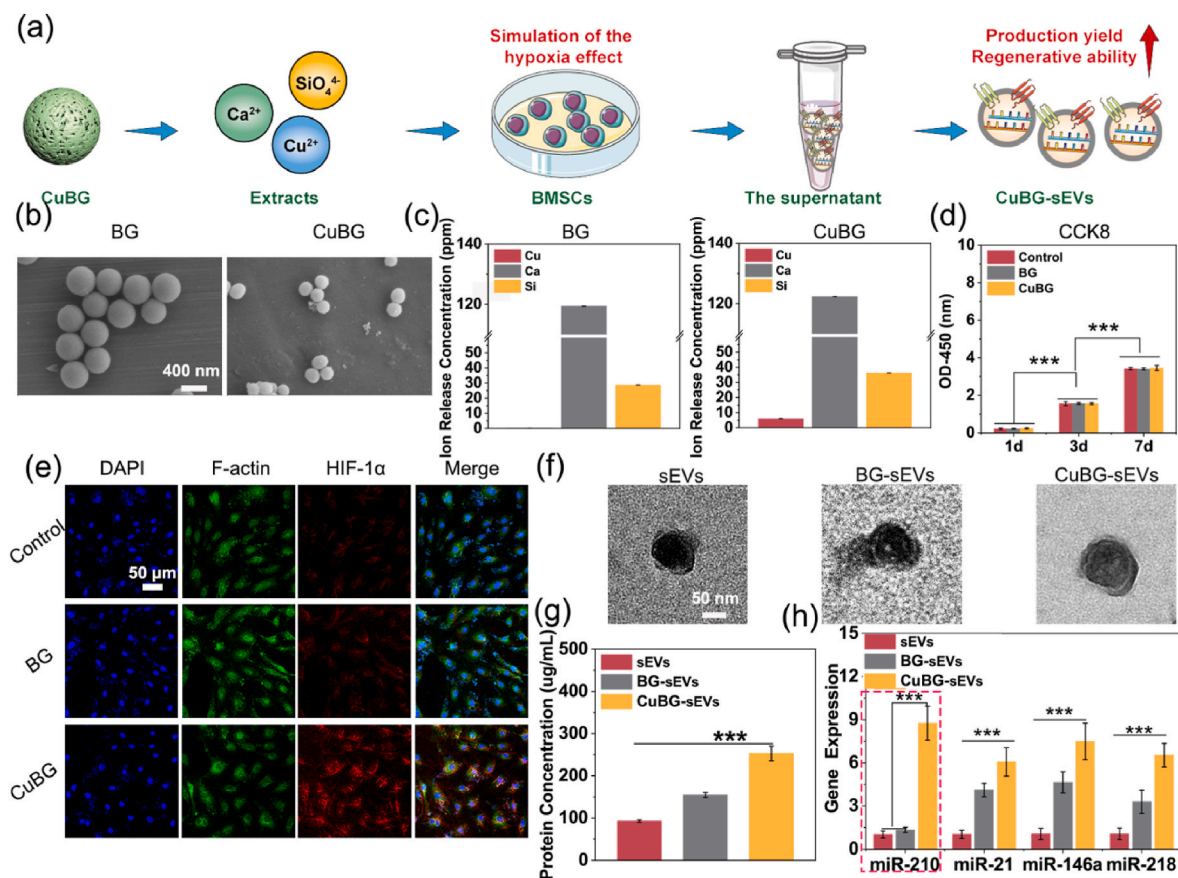 (a)
Simulation of the
hypoxia effect
Production yield
Regenerative ability
SiO₄⁴⁻
Ca²⁺
Cu²⁺
CuBG
Extracts
BMSCs
The supernatant
CuBG-sEVs
(b)
BG
CuBG
400 nm
(c)
BG
Ion Release Concentration (ppm)
140
120
50
40
30
20
10
0
Cu
Ca
Si
CuBG
Ion Release Concentration (ppm)
140
120
50
40
30
20
10
0
Cu
Ca
Si
(d)
CCK8
OD-450 (nm)
10
8
6
4
2
0
Control
BG
CuBG
***
***
1d
3d
7d
(e)
DAPI
F-actin
HIF-1α
Merge
Control
50 μm
BG
CuBG
(f)
sEVs
BG-sEVs
CuBG-sEVs
50 nm
(g)
Protein Concentration (ug/mL)
500
400
300
200
100
0
sEVs
BG-sEVs
CuBG-sEVs
***
(h)
Gene Expression
15
12
9
6
3
0
sEVs
BG-sEVs
CuBG-sEVs
***
***
***
***
miR-210
miR-21
miR-146a
miR-218